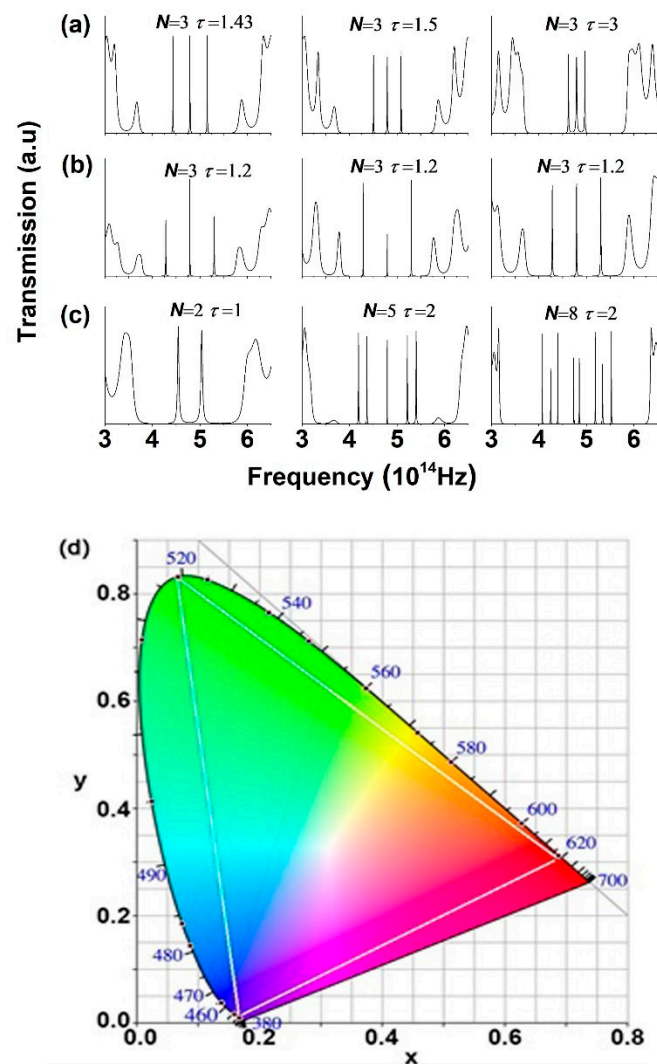 (a)
N=3 τ=1.43
N=3 τ=1.5
N=3 τ=3
(b)
N=3 τ=1.2
N=3 τ=1.2
N=3 τ=1.2
(c)
N=2 τ=1
N=5 τ=2
N=8 τ=2
Transmission (a.u)
3 4 5 6
3 4 5 6
3 4 5 6
Frequency (10¹⁴Hz)
(d)
520
540
560
580
600
620
700
490
480
470
460
380
0.8
0.6
y
0.4
0.2
0.0
0.0 0.2 0.4 0.6 0.8
x